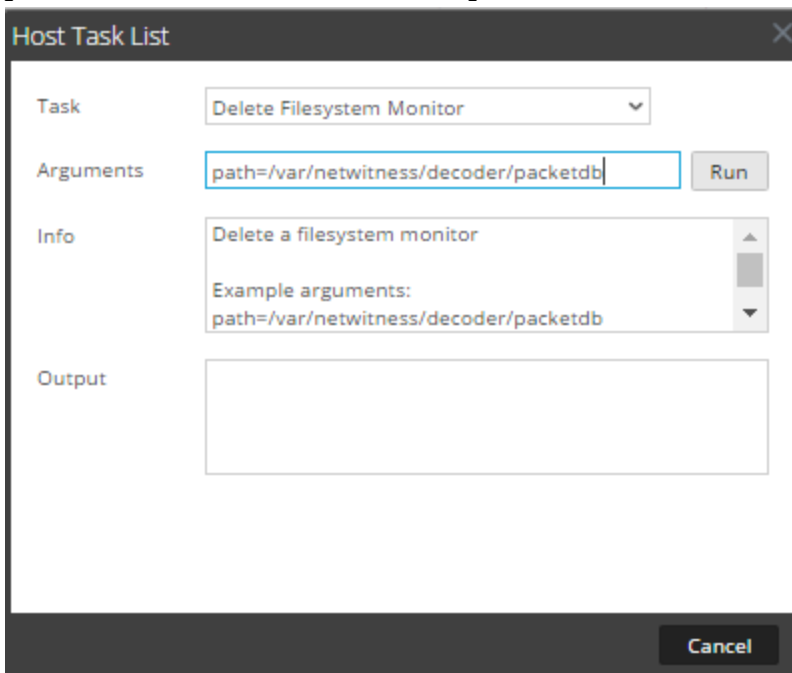 Host Task List
Task
Delete Filesystem Monitor
Arguments
path=/var/netwitness/decoder/packetdb
Run
Info
Delete a filesystem monitor
Example arguments:
path=/var/netwitness/decoder/packetdb
Output
Cancel